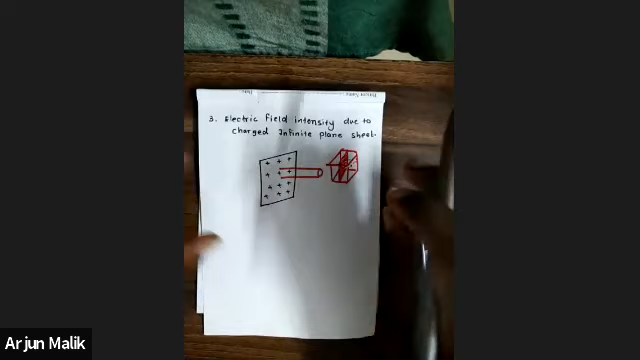 3. Electric Field intensity due to
charged Infinite plane sheet.
Arjun Malik